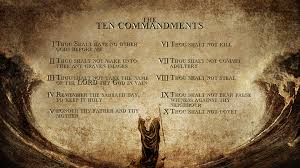 THE
TEN COMMANDMENTS
I THOU SHALT HAVE NO OTHER
GODS BEFORE ME
II THOU SHALT NOT MAKE UNTO
THEE ANY GRAVEN IMAGES
III THOU SHALT NOT TAKE THE NAME
OF THE LORD THY GOD IN VAIN
IV REMEMBER THE SABBATH DAY,
TO KEEP IT HOLY
V HONOR THY FATHER AND THY
MOTHER
VI THOU SHALT NOT KILL
VII THOU SHALT NOT COMMIT
ADULTERY
VIII THOU SHALT NOT STEAL
IX THOU SHALT NOT BEAR FALSE
WITNESS AGAINST THY
NEIGHBOUR
X THOU SHALT NOT COVET